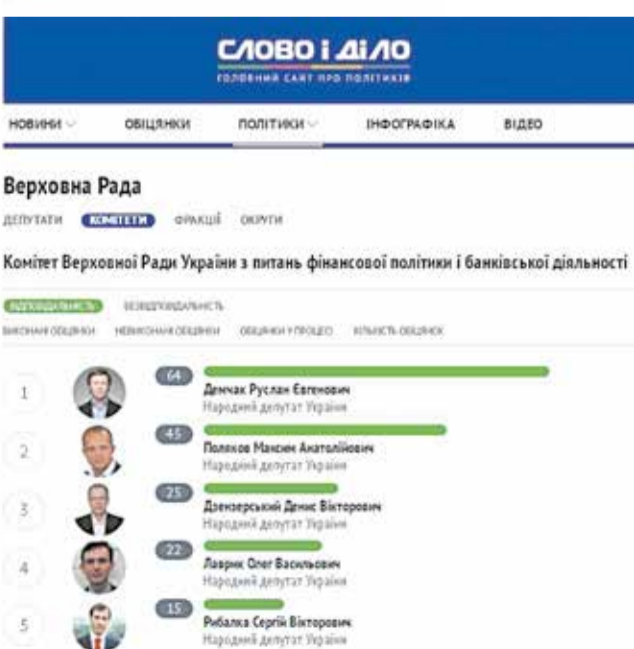 СЛОВО і ДІЛО
ГОЛОВНИЙ САЙТ ПРО ПОЛІТИКІВ
НОВИНИ ОБІЦЯНКИ ПОЛІТИКИ ІНФОГРАФІКА ВІДЕО
Верховна Рада
ДЕПУТАТИ КОМІТЕТИ ФРАКЦІЇ ОКРУГИ
Комітет Верховної Ради України з питань фінансової політики і банківської діяльності
ВІДПОВІДАЛЬНІСТЬ БЕЗВІДПОВІДАЛЬНІСТЬ
ВИКОНАНІ ОБІЦЯНКИ НЕВИКОНАНІ ОБІЦЯНКИ ОБІЦЯНКИ У ПРОЦЕСІ КІЛЬКІСТЬ ОБІЦЯНОК
1 64
Демчак Руслан Євгенович
Народний депутат України
2 45
Поляков Максим Анатолійович
Народний депутат України
3 25
Дзензерський Денис Вікторович
Народний депутат України
4 22
Лаврик Олег Васильович
Народний депутат України
5 15
Рибалка Сергій Вікторович
Народний депутат України